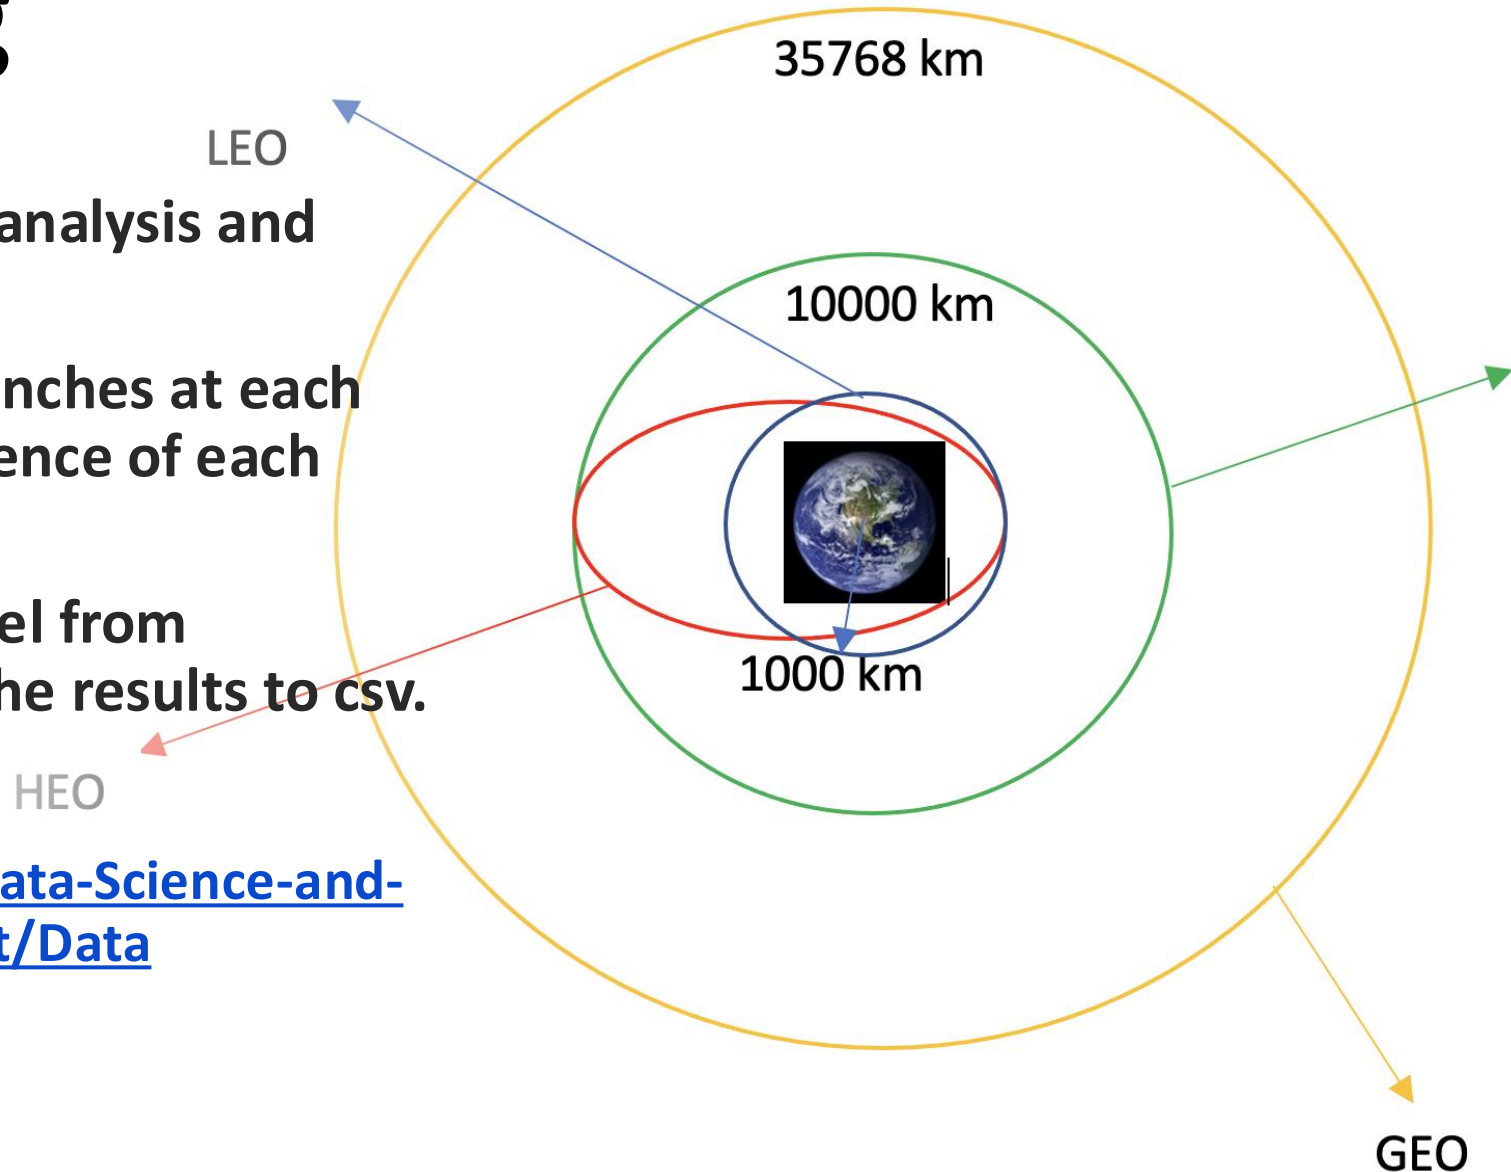 35768 km
LEO
analysis and
10000 km
nches at each
ence of each
el from
he results to csv.
1000 km
HEO
ata-Science-and-
t/Data
GEO